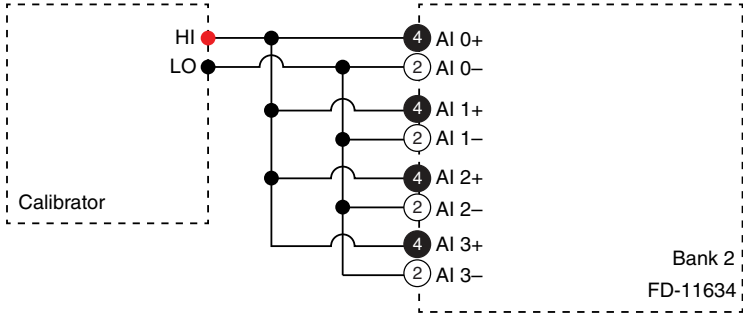 HI 4 AI 0+
LO 2 AI 0–
4 AI 1+
2 AI 1–
4 AI 2+
2 AI 2–
4 AI 3+
2 AI 3–
Calibrator
Bank 2
FD-11634